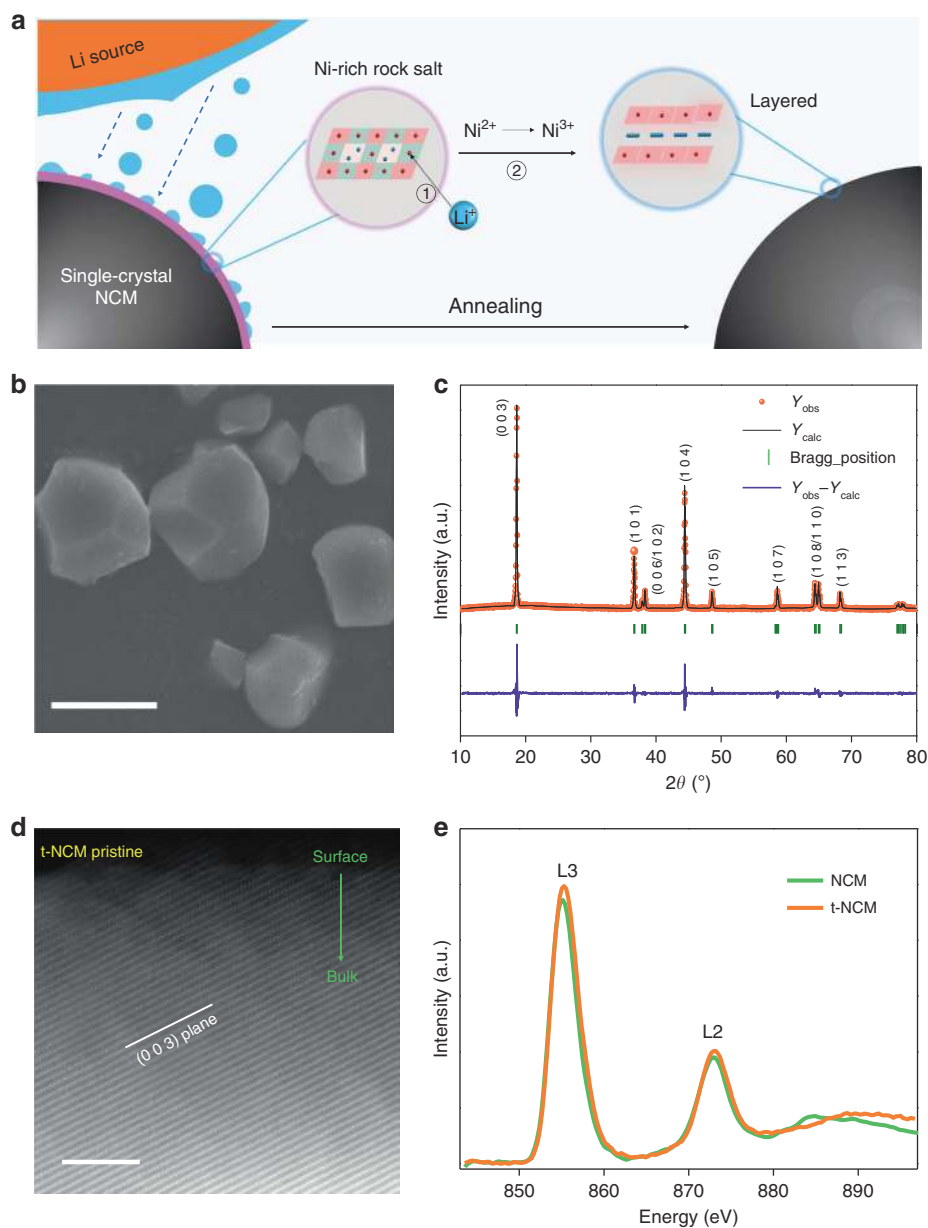 a
Li source
Ni-rich rock salt
Layered
Ni²⁺ → Ni³⁺
②
①
Li⁺
Single-crystal
NCM
Annealing
b
c
Y_obs
Y_calc
Bragg_position
Y_obs–Y_calc
(0 0 3)
(1 0 1)
(0 0 6/1 0 2)
(1 0 4)
(1 0 5)
(1 0 7)
(1 0 8/1 1 0)
(1 1 3)
Intensity (a.u.)
10 20 30 40 50 60 70 80
2θ (°)
d
t-NCM pristine
Surface
Bulk
(0 0 3) plane
e
L3
L2
NCM
t-NCM
Intensity (a.u.)
850 860 870 880 890
Energy (eV)